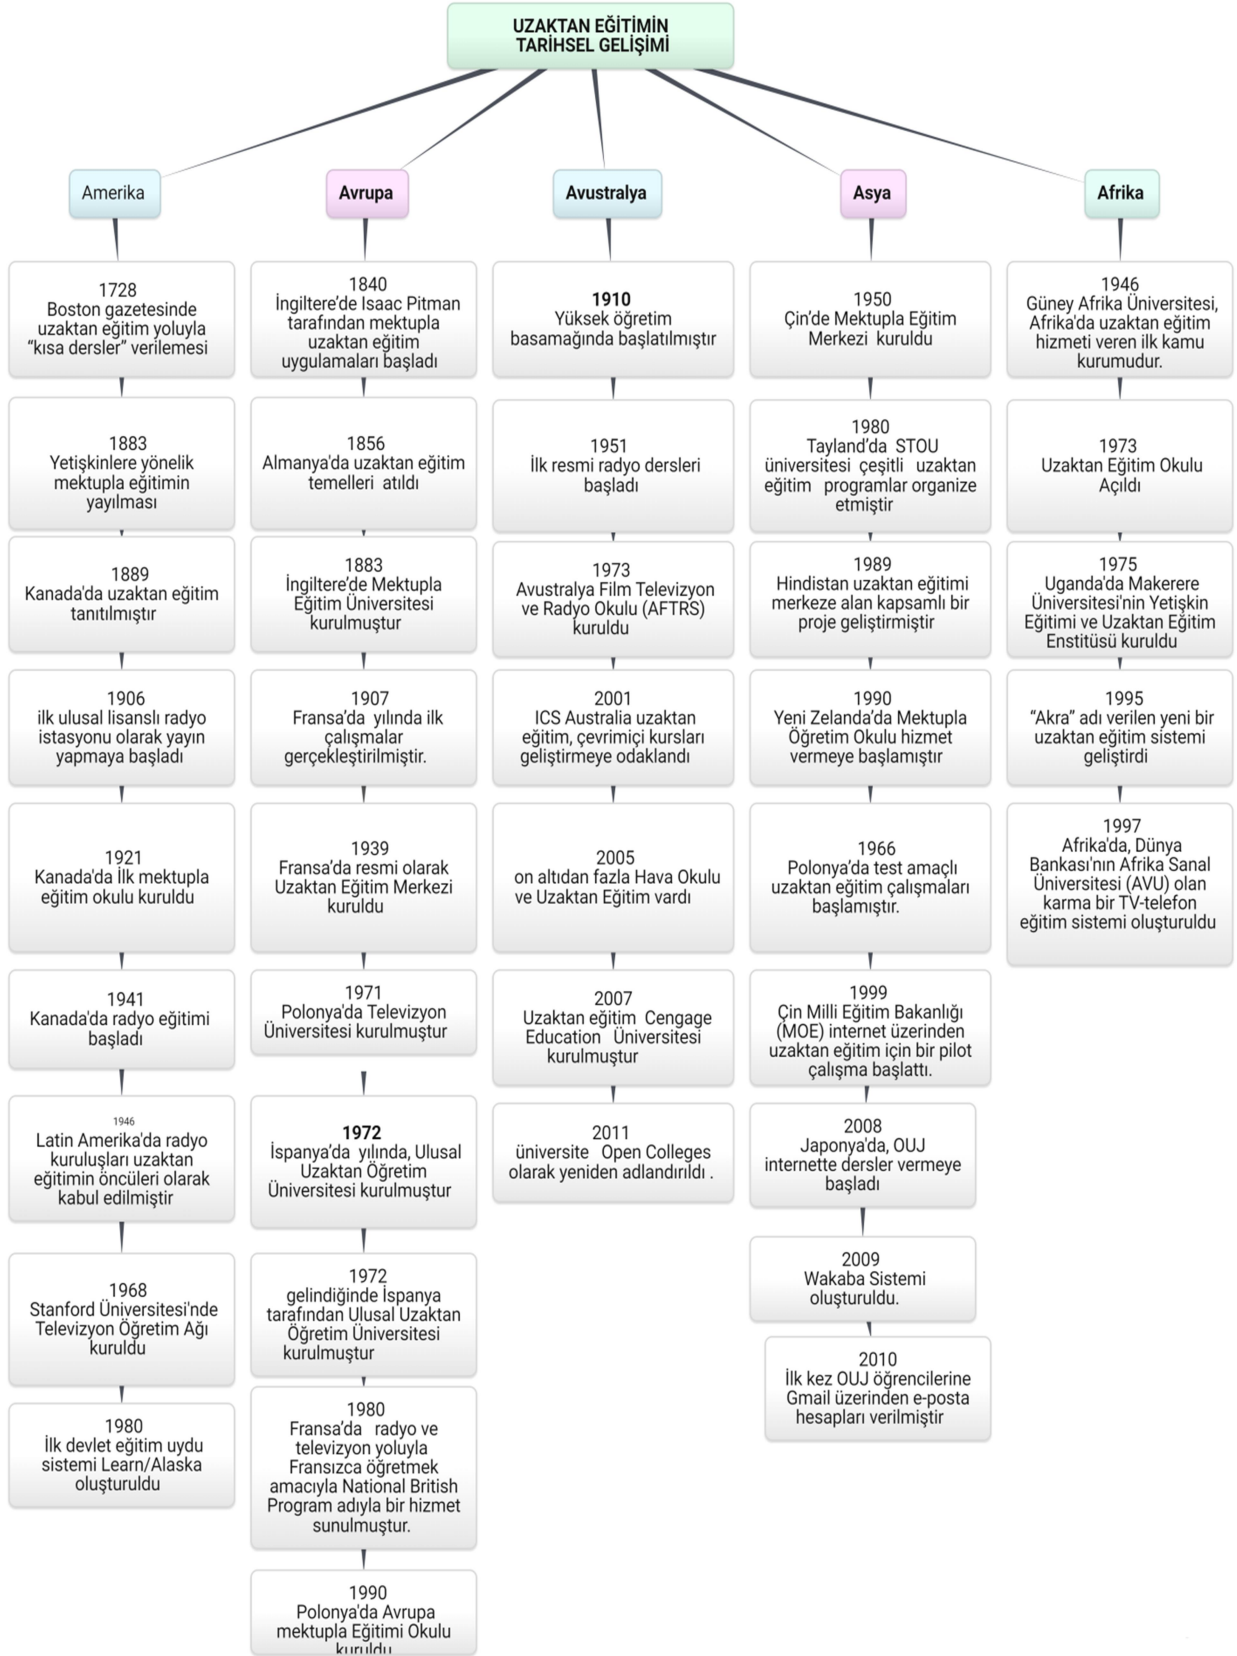 UZAKTAN EĞİTİMİN
TARİHSEL GELİŞİMİ
Amerika
1728
Boston gazetesinde
uzaktan eğitim yoluyla
“kısa dersler” verilemesi
1883
Yetişkinlere yönelik
mektupla eğitimin
yayılması
1889
Kanada'da uzaktan eğitim
tanıtılmıştır
1906
ilk ulusal lisanslı radyo
istasyonu olarak yayın
yapmaya başladı
1921
Kanada'da İlk mektupla
eğitim okulu kuruldu
1941
Kanada'da radyo eğitimi
başladı
1946
Latin Amerika'da radyo
kuruluşları uzaktan
eğitimin öncüleri olarak
kabul edilmiştir
1968
Stanford Üniversitesi'nde
Televizyon Öğretim Ağı
kuruldu
1980
İlk devlet eğitim uydu
sistemi Learn/Alaska
oluşturuldu
Avrupa
1840
İngiltere’de Isaac Pitman
tarafından mektupla
uzaktan eğitim
uygulamaları başladı
1856
Almanya'da uzaktan eğitim
temelleri atıldı
1883
İngiltere’de Mektupla
Eğitim Üniversitesi
kurulmuştur
1907
Fransa’da yılında ilk
çalışmalar
gerçekleştirilmiştir.
1939
Fransa’da resmi olarak
Uzaktan Eğitim Merkezi
kuruldu
1971
Polonya'da Televizyon
Üniversitesi kurulmuştur
1972
İspanya’da yılında, Ulusal
Uzaktan Öğretim
Üniversitesi kurulmuştur
1972
gelindiğinde İspanya
tarafından Ulusal Uzaktan
Öğretim Üniversitesi
kurulmuştur
1980
Fransa’da radyo ve
televizyon yoluyla
Fransızca öğretmek
amacıyla National British
Program adıyla bir hizmet
sunulmuştur.
1990
Polonya'da Avrupa
mektupla Eğitimi Okulu
kuruldu
Avustralya
1910
Yüksek öğretim
basamağında başlatılmıştır
1951
İlk resmi radyo dersleri
başladı
1973
Avustralya Film Televizyon
ve Radyo Okulu (AFTRS)
kuruldu
2001
ICS Australia uzaktan
eğitim, çevrimiçi kursları
geliştirmeye odaklandı
2005
on altıdan fazla Hava Okulu
ve Uzaktan Eğitim vardı
2007
Uzaktan eğitim Cengage
Education Üniversitesi
kurulmuştur
2011
üniversite Open Colleges
olarak yeniden adlandırıldı .
Asya
1950
Çin’de Mektupla Eğitim
Merkezi kuruldu
1980
Tayland’da STOU
üniversitesi çeşitli uzaktan
eğitim programlar organize
etmiştir
1989
Hindistan uzaktan eğitimi
merkeze alan kapsamlı bir
proje geliştirmiştir
1990
Yeni Zelanda’da Mektupla
Öğretim Okulu hizmet
vermeye başlamıştır
1966
Polonya’da test amaçlı
uzaktan eğitim çalışmaları
başlamıştır.
1999
Çin Milli Eğitim Bakanlığı
(MOE) internet üzerinden
uzaktan eğitim için bir pilot
çalışma başlattı.
2008
Japonya'da, OUJ
internette dersler vermeye
başladı
2009
Wakaba Sistemi
oluşturuldu.
2010
İlk kez OUJ öğrencilerine
Gmail üzerinden e-posta
hesapları verilmiştir
Afrika
1946
Güney Afrika Üniversitesi,
Afrika'da uzaktan eğitim
hizmeti veren ilk kamu
kurumudur.
1973
Uzaktan Eğitim Okulu
Açıldı
1975
Uganda'da Makerere
Üniversitesi'nin Yetişkin
Eğitimi ve Uzaktan Eğitim
Enstitüsü kuruldu
1995
“Akra” adı verilen yeni bir
uzaktan eğitim sistemi
geliştirdi
1997
Afrika'da, Dünya
Bankası'nın Afrika Sanal
Üniversitesi (AVU) olan
karma bir TV-telefon
eğitim sistemi oluşturuldu